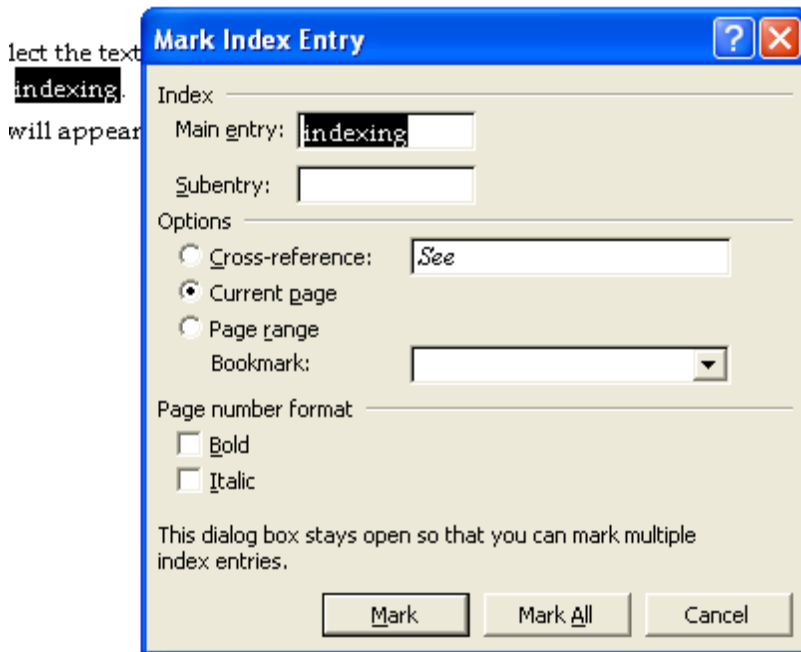 lect the text
indexing.
will appear
Mark Index Entry
Index
Main entry: indexing
Subentry:
Options
Cross-reference: See
Current page
Page range
Bookmark:
Page number format
Bold
Italic
This dialog box stays open so that you can mark multiple
index entries.
Mark Mark All Cancel